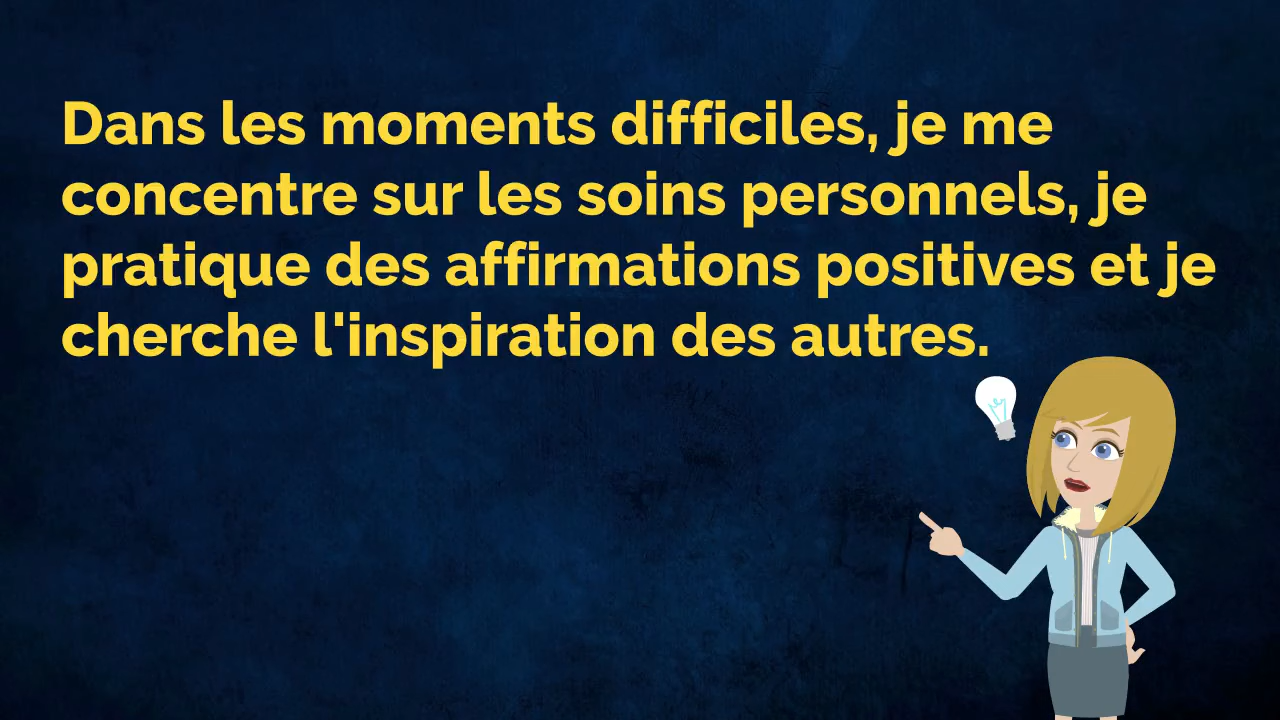 Dans les moments difficiles, je me
concentre sur les soins personnels, je
pratique des affirmations positives et je
cherche l'inspiration des autres.